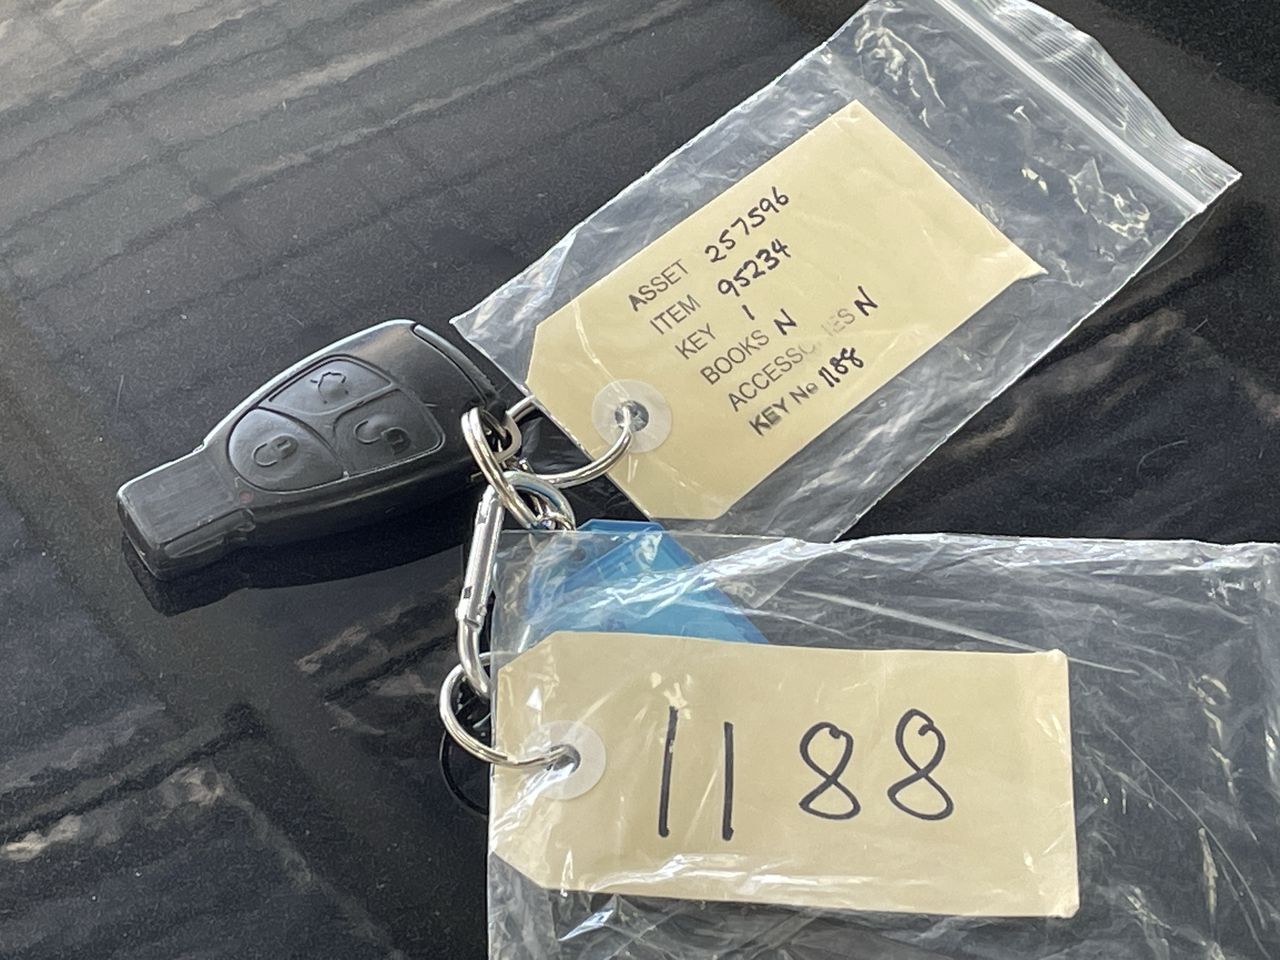 ASSET 257596
ITEM 95234
KEY 1
BOOKS N
ACCESSORIES N
KEY No 1188
1188